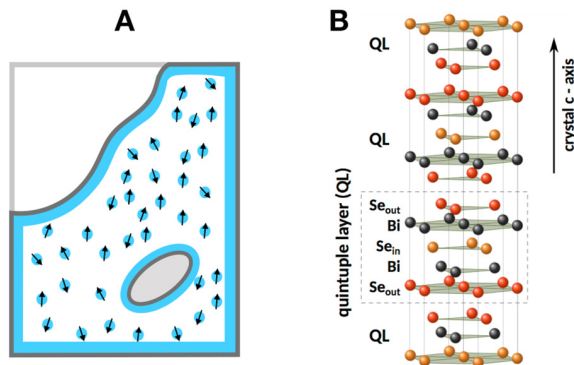 A
B
QL
QL
Se_out
Bi
Se_in
Bi
Se_out
QL
quintuple layer (QL)
crystal c - axis